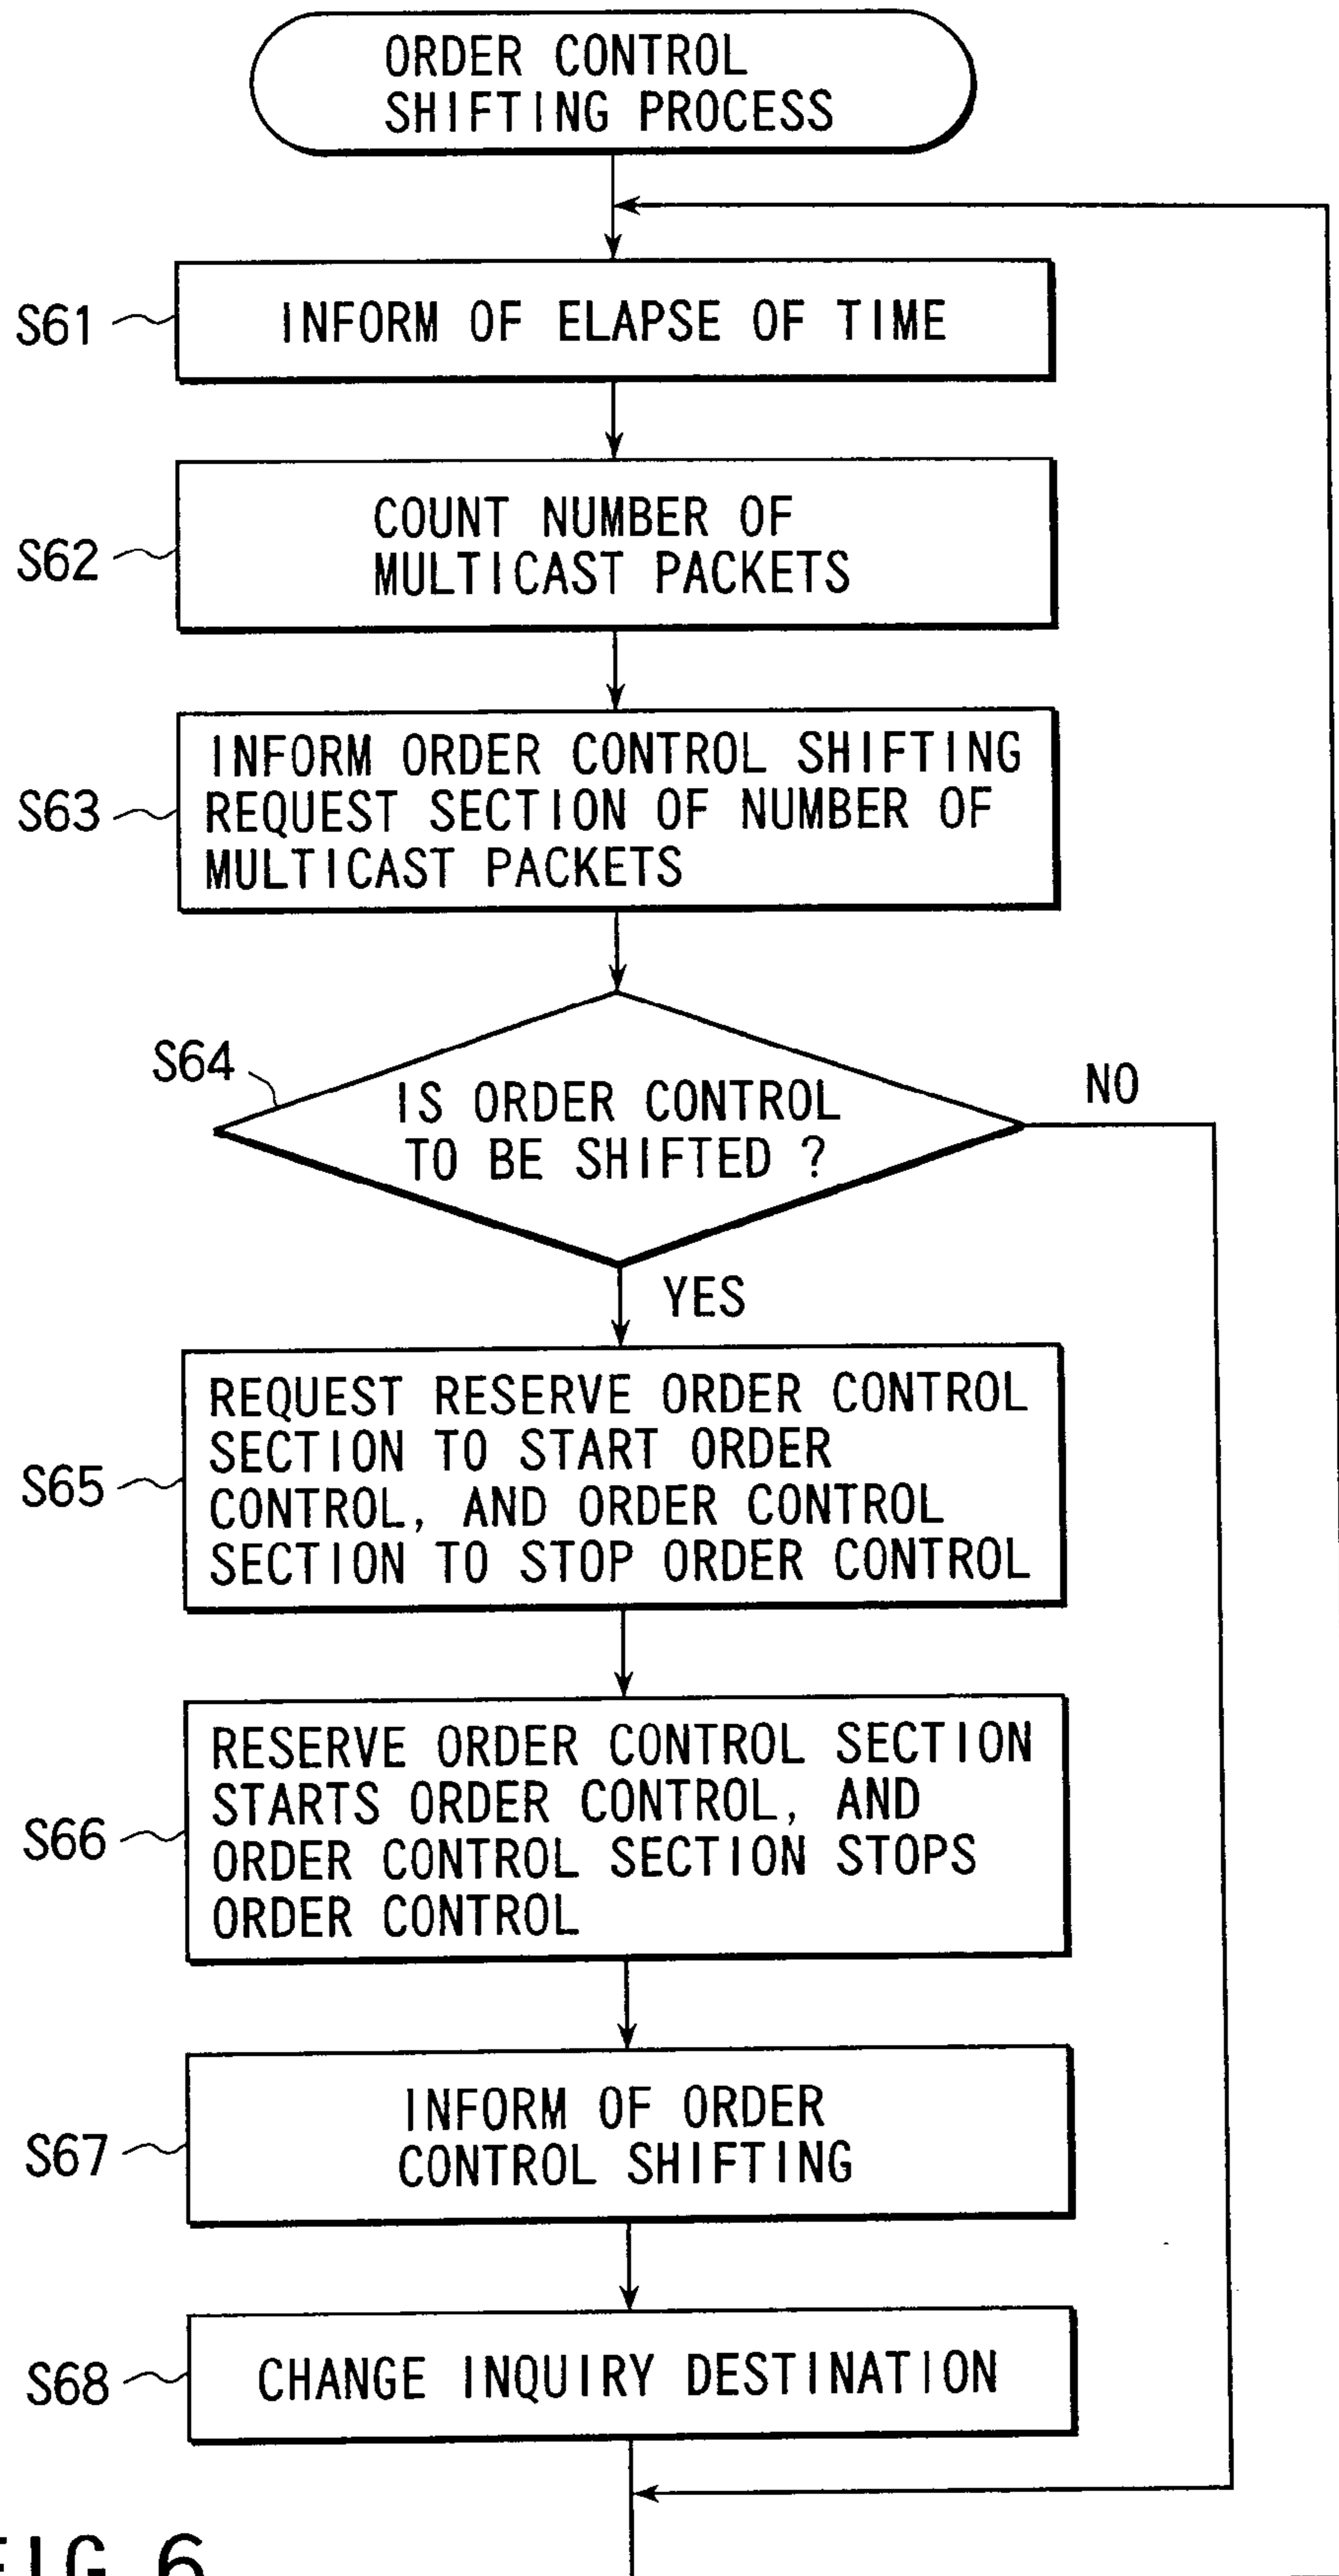 ORDER CONTROL
SHIFTING PROCESS
S61
INFORM OF ELAPSE OF TIME
S62
COUNT NUMBER OF
MULTICAST PACKETS
S63
INFORM ORDER CONTROL SHIFTING
REQUEST SECTION OF NUMBER OF
MULTICAST PACKETS
S64
IS ORDER CONTROL
TO BE SHIFTED ?
NO
YES
S65
REQUEST RESERVE ORDER CONTROL
SECTION TO START ORDER
CONTROL, AND ORDER CONTROL
SECTION TO STOP ORDER CONTROL
S66
RESERVE ORDER CONTROL SECTION
STARTS ORDER CONTROL, AND
ORDER CONTROL SECTION STOPS
ORDER CONTROL
S67
INFORM OF ORDER
CONTROL SHIFTING
S68
CHANGE INQUIRY DESTINATION
FIG. 6